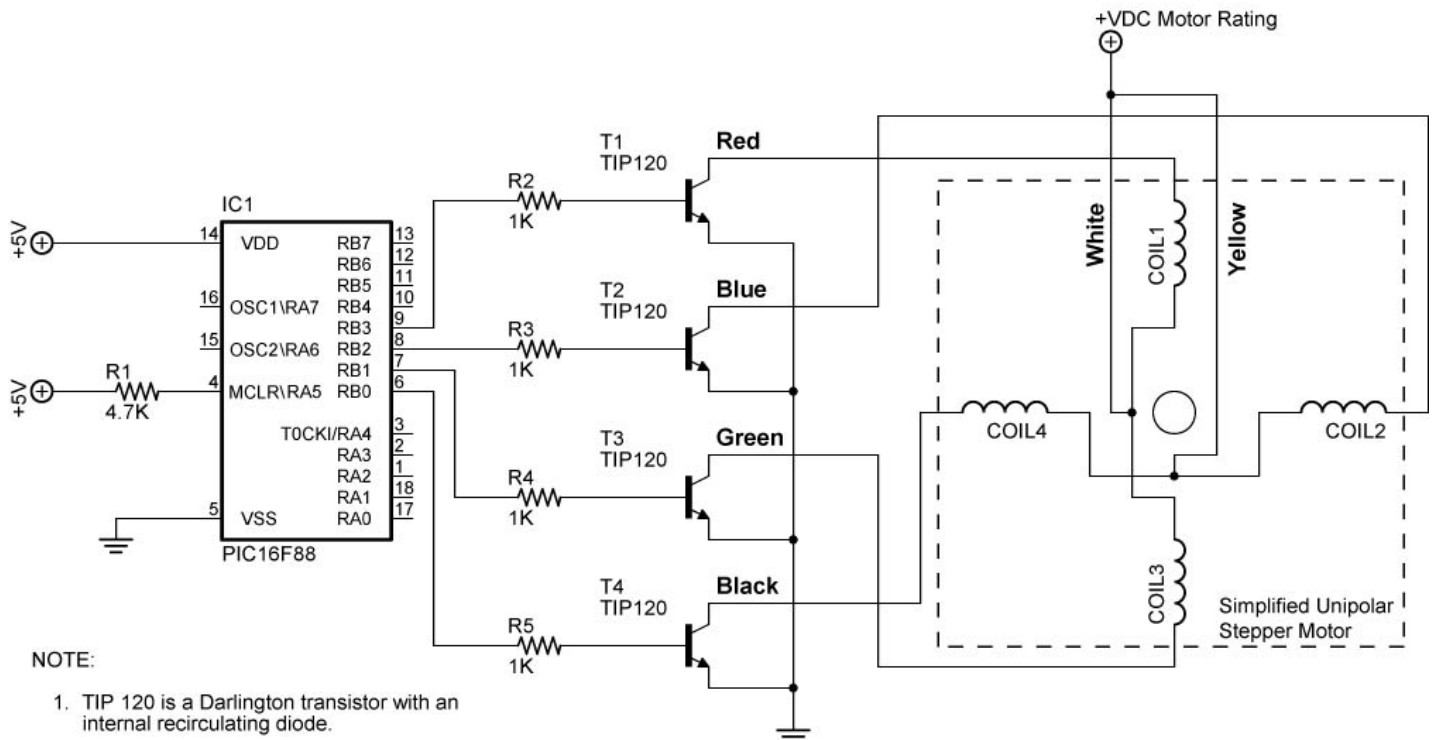 +VDC Motor Rating
T1
TIP120
Red
R2
1K
IC1
+5V
14
VDD
RB7
13
RB6
12
RB5
11
16
OSC1\RA7
RB4
10
RB3
9
15
OSC2\RA6
RB2
8
RB1
7
+5V
R1
4.7K
4
MCLR\RA5
RB0
6
T0CKI/RA4
3
RA3
2
RA2
1
RA1
18
5
VSS
RA0
17
PIC16F88
T2
TIP120
Blue
R3
1K
T3
TIP120
Green
R4
1K
T4
TIP120
Black
R5
1K
White
COIL1
Yellow
COIL4
COIL2
COIL3
Simplified Unipolar
Stepper Motor
NOTE:
1. TIP 120 is a Darlington transistor with an
internal recirculating diode.